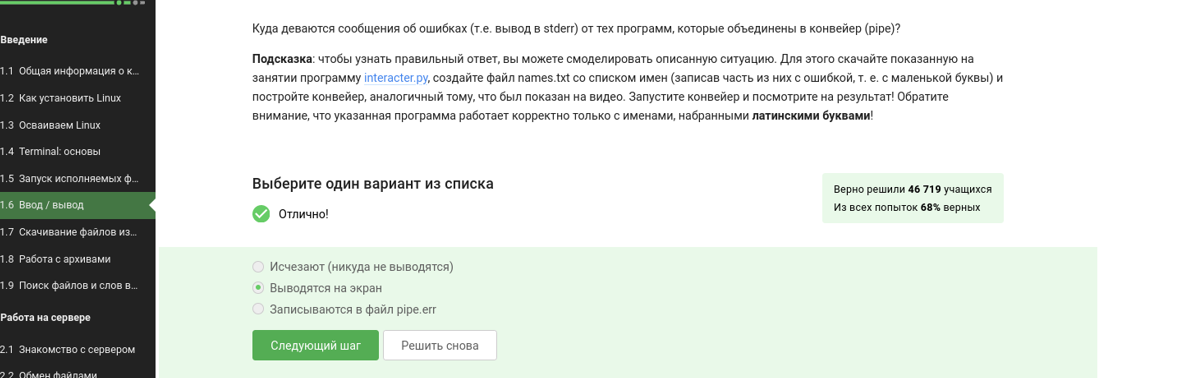 Введение
1.1 Общая информация о к...
1.2 Как установить Linux
1.3 Осваиваем Linux
1.4 Terminal: основы
1.5 Запуск исполняемых ф...
1.6 Ввод / вывод
1.7 Скачивание файлов из...
1.8 Работа с архивами
1.9 Поиск файлов и слов в...
Работа на сервере
2.1 Знакомство с сервером
2.2 Обмен файлами
Куда деваются сообщения об ошибках (т.е. вывод в stderr) от тех программ, которые объединены в конвейер (pipe)?
Подсказка: чтобы узнать правильный ответ, вы можете смоделировать описанную ситуацию. Для этого скачайте показанную на
занятии программу interacter.py, создайте файл names.txt со списком имен (записав часть из них с ошибкой, т. е. с маленькой буквы) и
постройте конвейер, аналогичный тому, что был показан на видео. Запустите конвейер и посмотрите на результат! Обратите
внимание, что указанная программа работает корректно только с именами, набранными латинскими буквами!
Выберите один вариант из списка
Отлично!
Верно решили 46 719 учащихся
Из всех попыток 68% верных
Исчезают (никуда не выводятся)
Выводятся на экран
Записываются в файл pipe.err
Следующий шаг
Решить снова